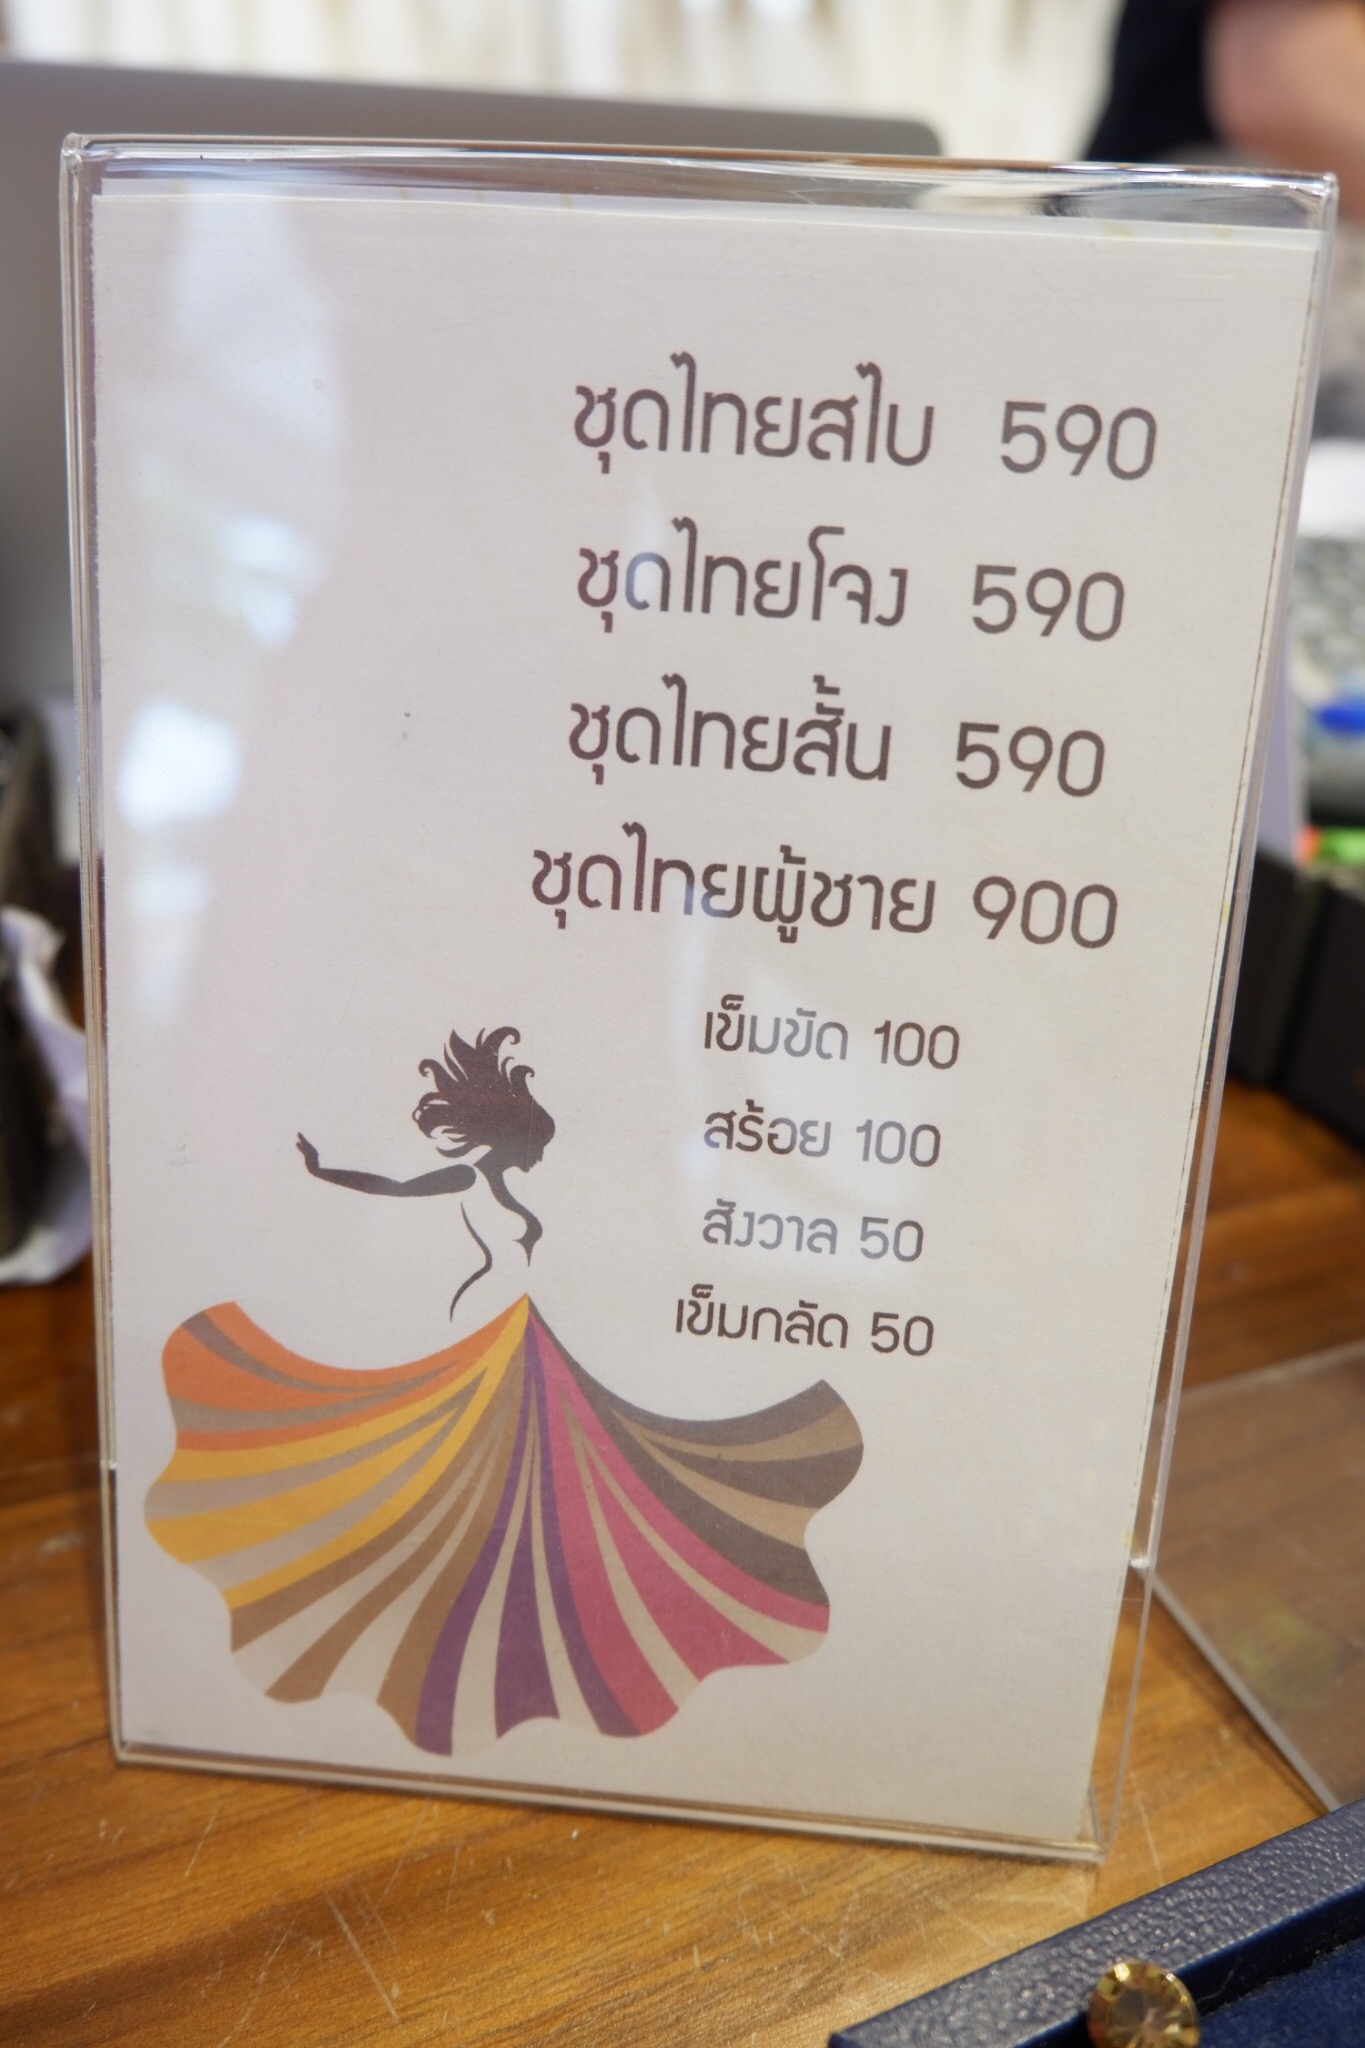 ชุดไทยสไบ 590
ชุดไทยโจง 590
ชุดไทยสั้น 590
ชุดไทยผู้ชาย 900
เข็มขัด 100
สร้อย 100
สังวาล 50
เข็มกลัด 50